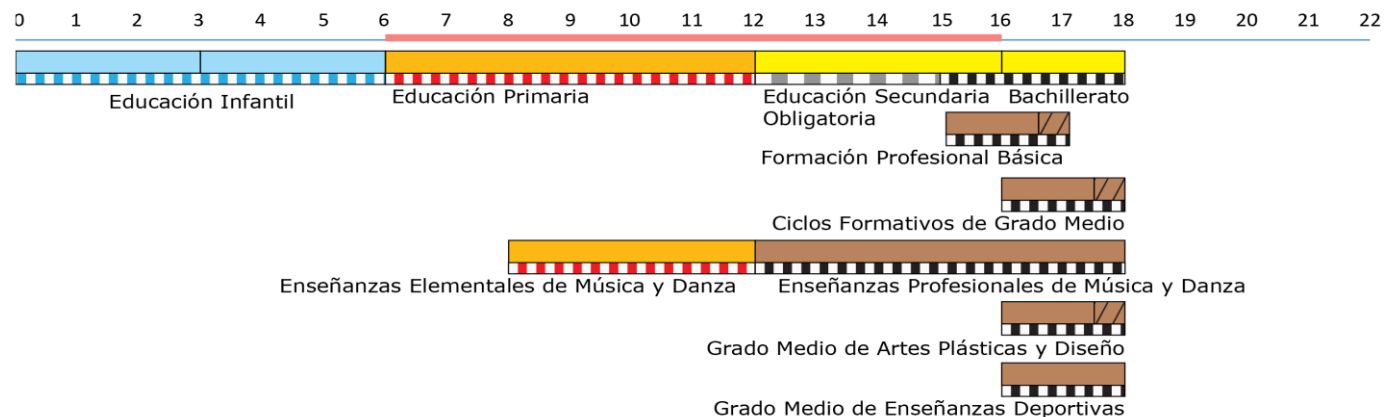 0 1 2 3 4 5 6 7 8 9 10 11 12 13 14 15 16 17 18 19 20 21 22
Educación Infantil Educación Primaria Educación Secundaria Bachillerato
Obligatoria
Formación Profesional Básica
Ciclos Formativos de Grado Medio
Enseñanzas Elementales de Música y Danza Enseñanzas Profesionales de Música y Danza
Grado Medio de Artes Plásticas y Diseño
Grado Medio de Enseñanzas Deportivas